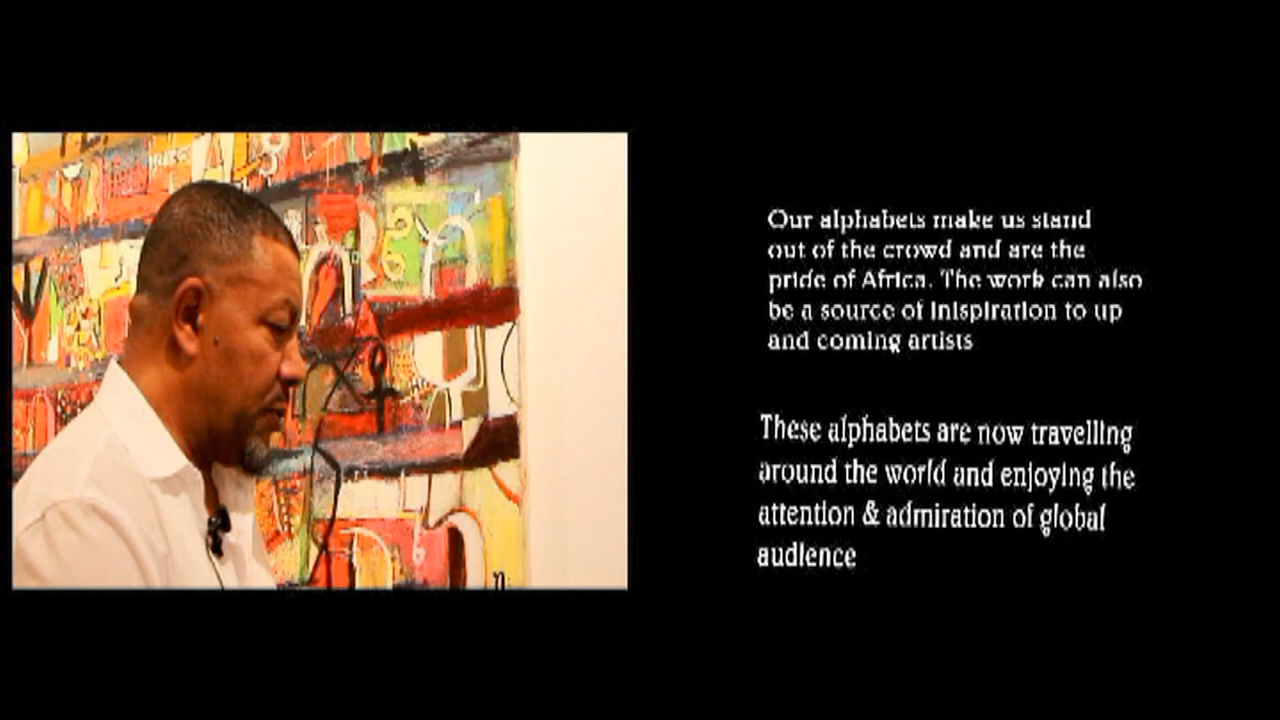 Our alphabets make us stand
out of the crowd and are the
pride of Africa. The work can also
be a source of inispiration to up
and coming artists
These alphabets are now travelling
around the world and enjoying the
attention & admiration of global
audience